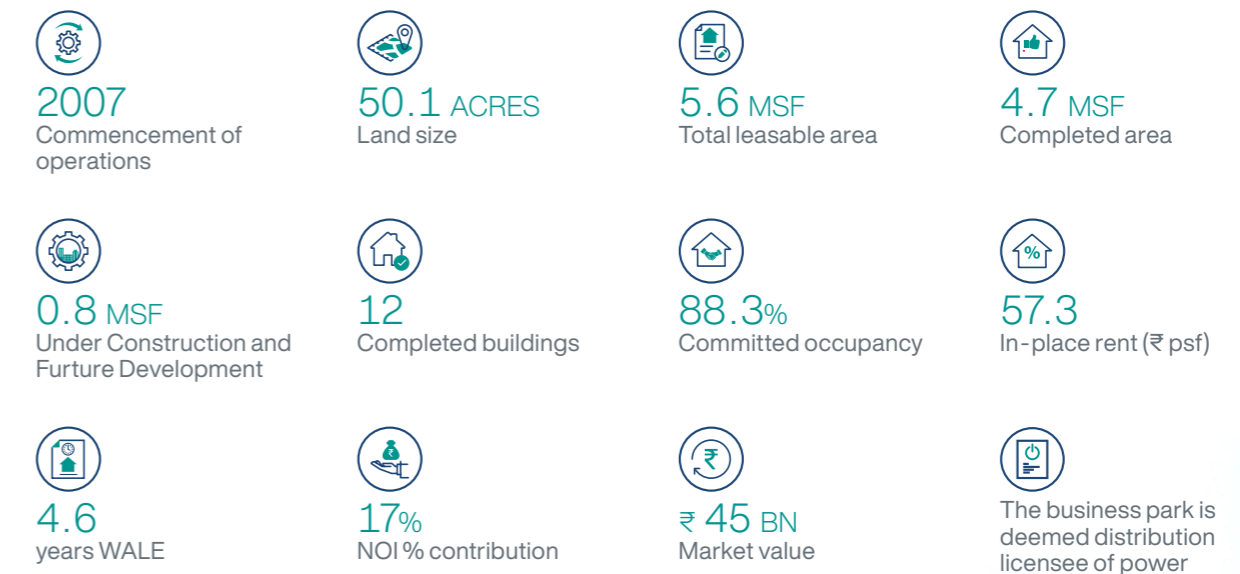 2007
Commencement of
operations
50.1 ACRES
Land size
5.6 MSF
Total leasable area
4.7 MSF
Completed area
0.8 MSF
Under Construction and
Furture Development
12
Completed buildings
88.3%
Committed occupancy
%
57.3
In-place rent (₹ psf)
4.6
years WALE
₹
17%
NOI % contribution
₹
₹ 45 BN
Market value
The business park is
deemed distribution
licensee of power